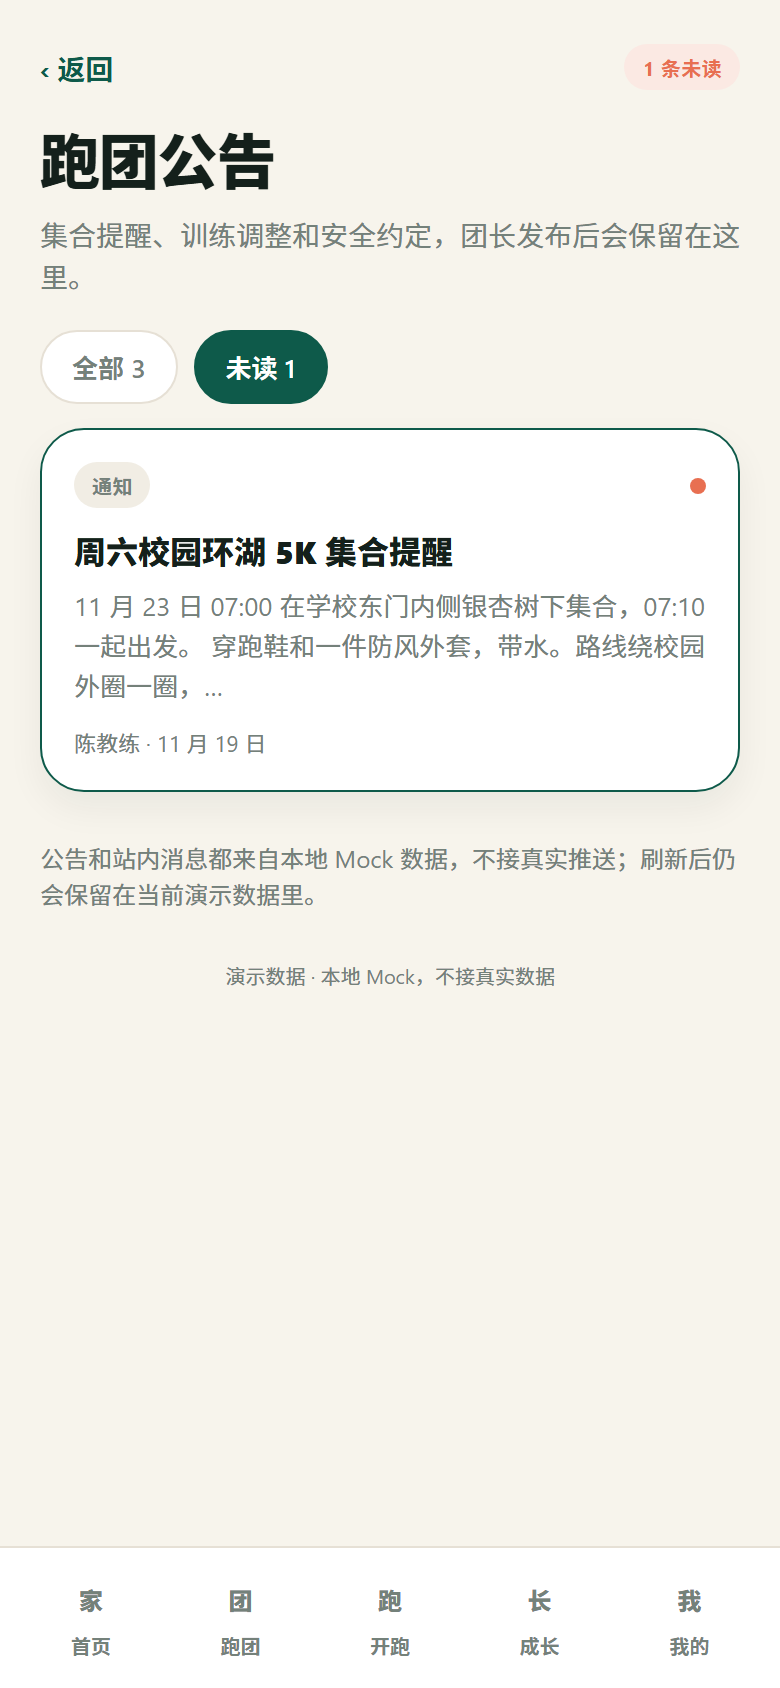 ‹ 返回
1 条未读
跑团公告
集合提醒、训练调整和安全约定，团长发布后会保留在这
里。
全部 3
未读 1
通知
周六校园环湖 5K 集合提醒
11 月 23 日 07:00 在学校东门内侧银杏树下集合，07:10
一起出发。 穿跑鞋和一件防风外套，带水。路线绕校园
外圈一圈，...
陈教练 · 11 月 19 日
公告和站内消息都来自本地 Mock 数据，不接真实推送；刷新后仍
会保留在当前演示数据里。
演示数据 · 本地 Mock，不接真实数据
家 团 跑 长 我
首页 跑团 开跑 成长 我的